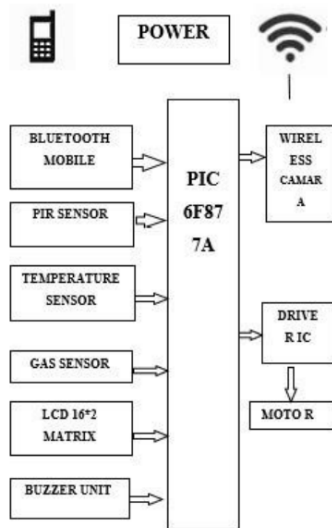 POWER
BLUETOOTH
MOBILE
PIR SENSOR
TEMPERATURE
SENSOR
GAS SENSOR
LCD 16*2
MATRIX
BUZZER UNIT
PIC
6F87
7A
WIREL
ESS
CAMAR
A
DRIVE
R IC
MOTO R